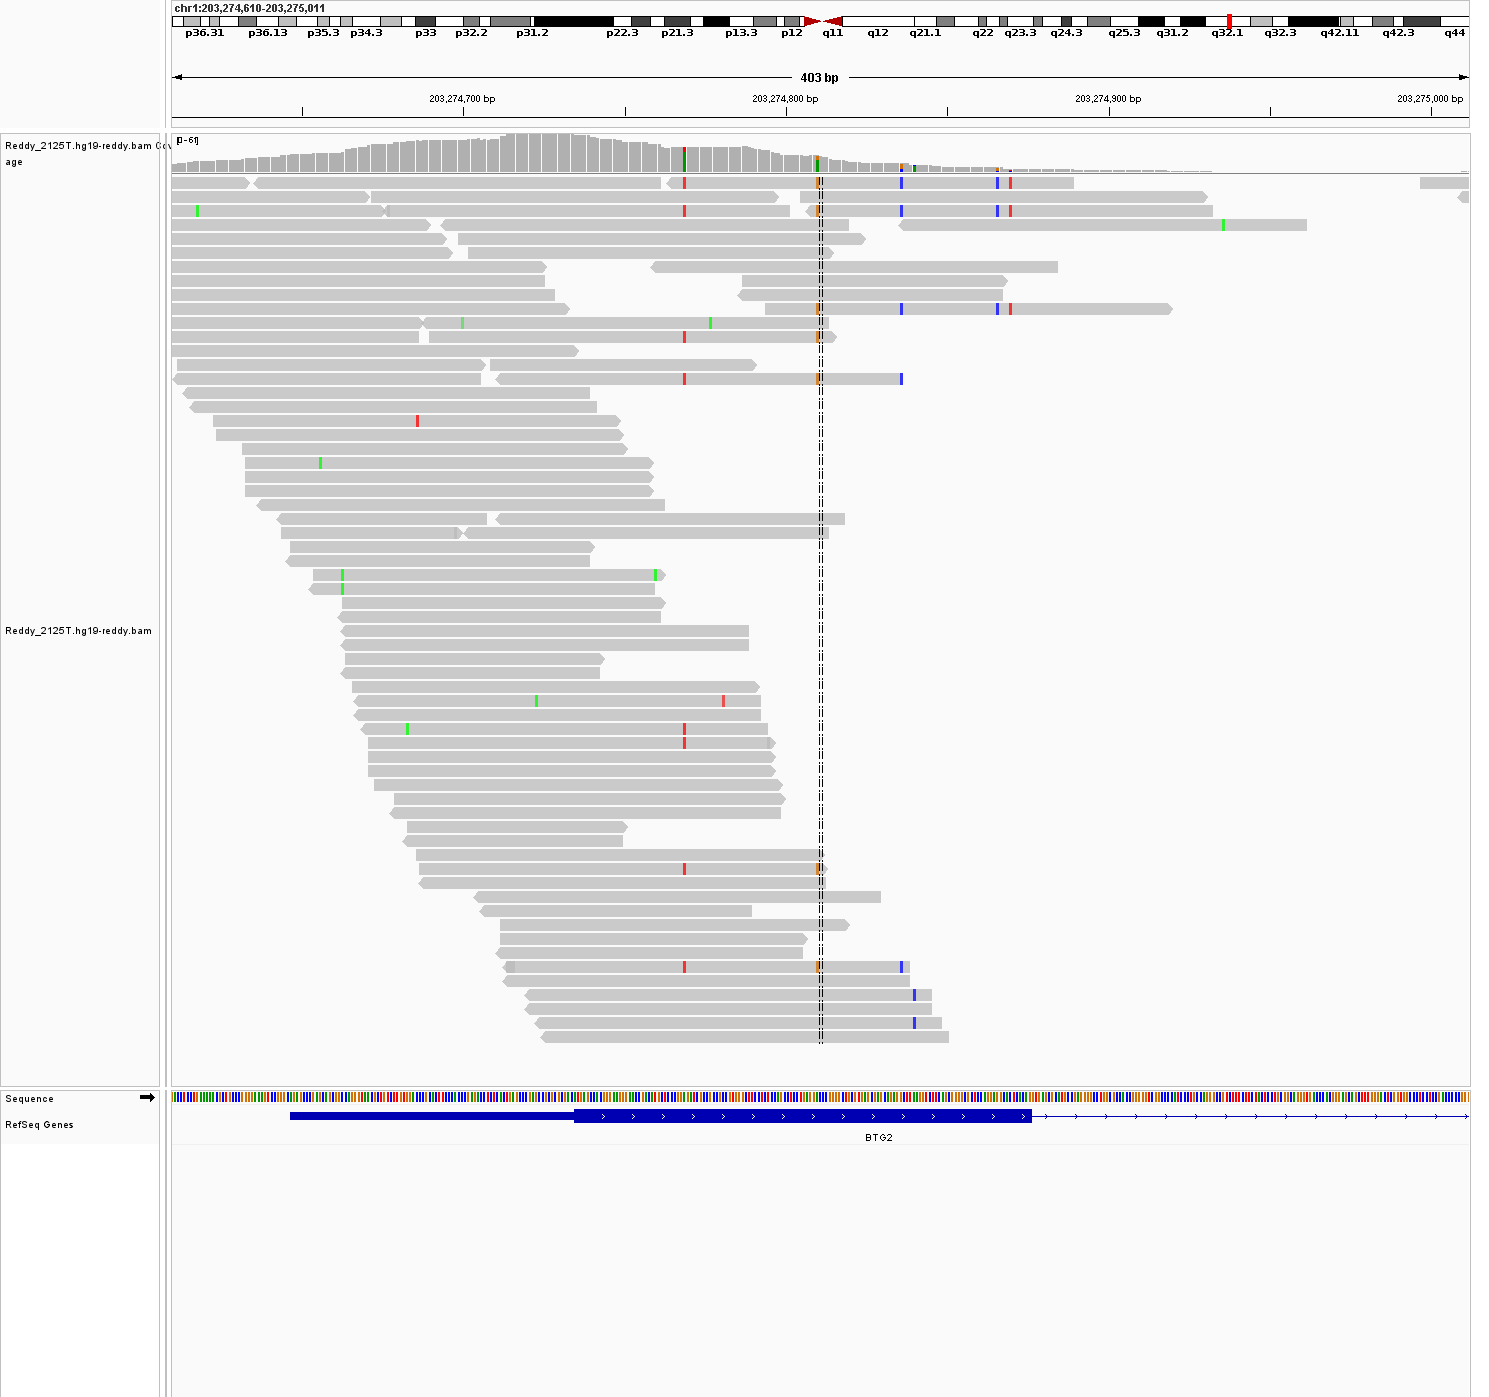 chr1:203,274,610-203,275,011
p36.31 p36.13 p35.3 p34.3 p33 p32.2 p31.2 p22.3 p21.3 p13.3 p12 q11 q12 q21.1 q22 q23.3 q24.3 q25.3 q31.2 q32.1 q32.3 q42.11 q42.3 q44
403 bp
203,274,700 bp 203,274,800 bp 203,274,900 bp 203,275,000 bp
[0-61]
Reddy_2125T.hg19-reddy.bam Cov
age
Reddy_2125T.hg19-reddy.bam
Sequence
RefSeq Genes
BTG2